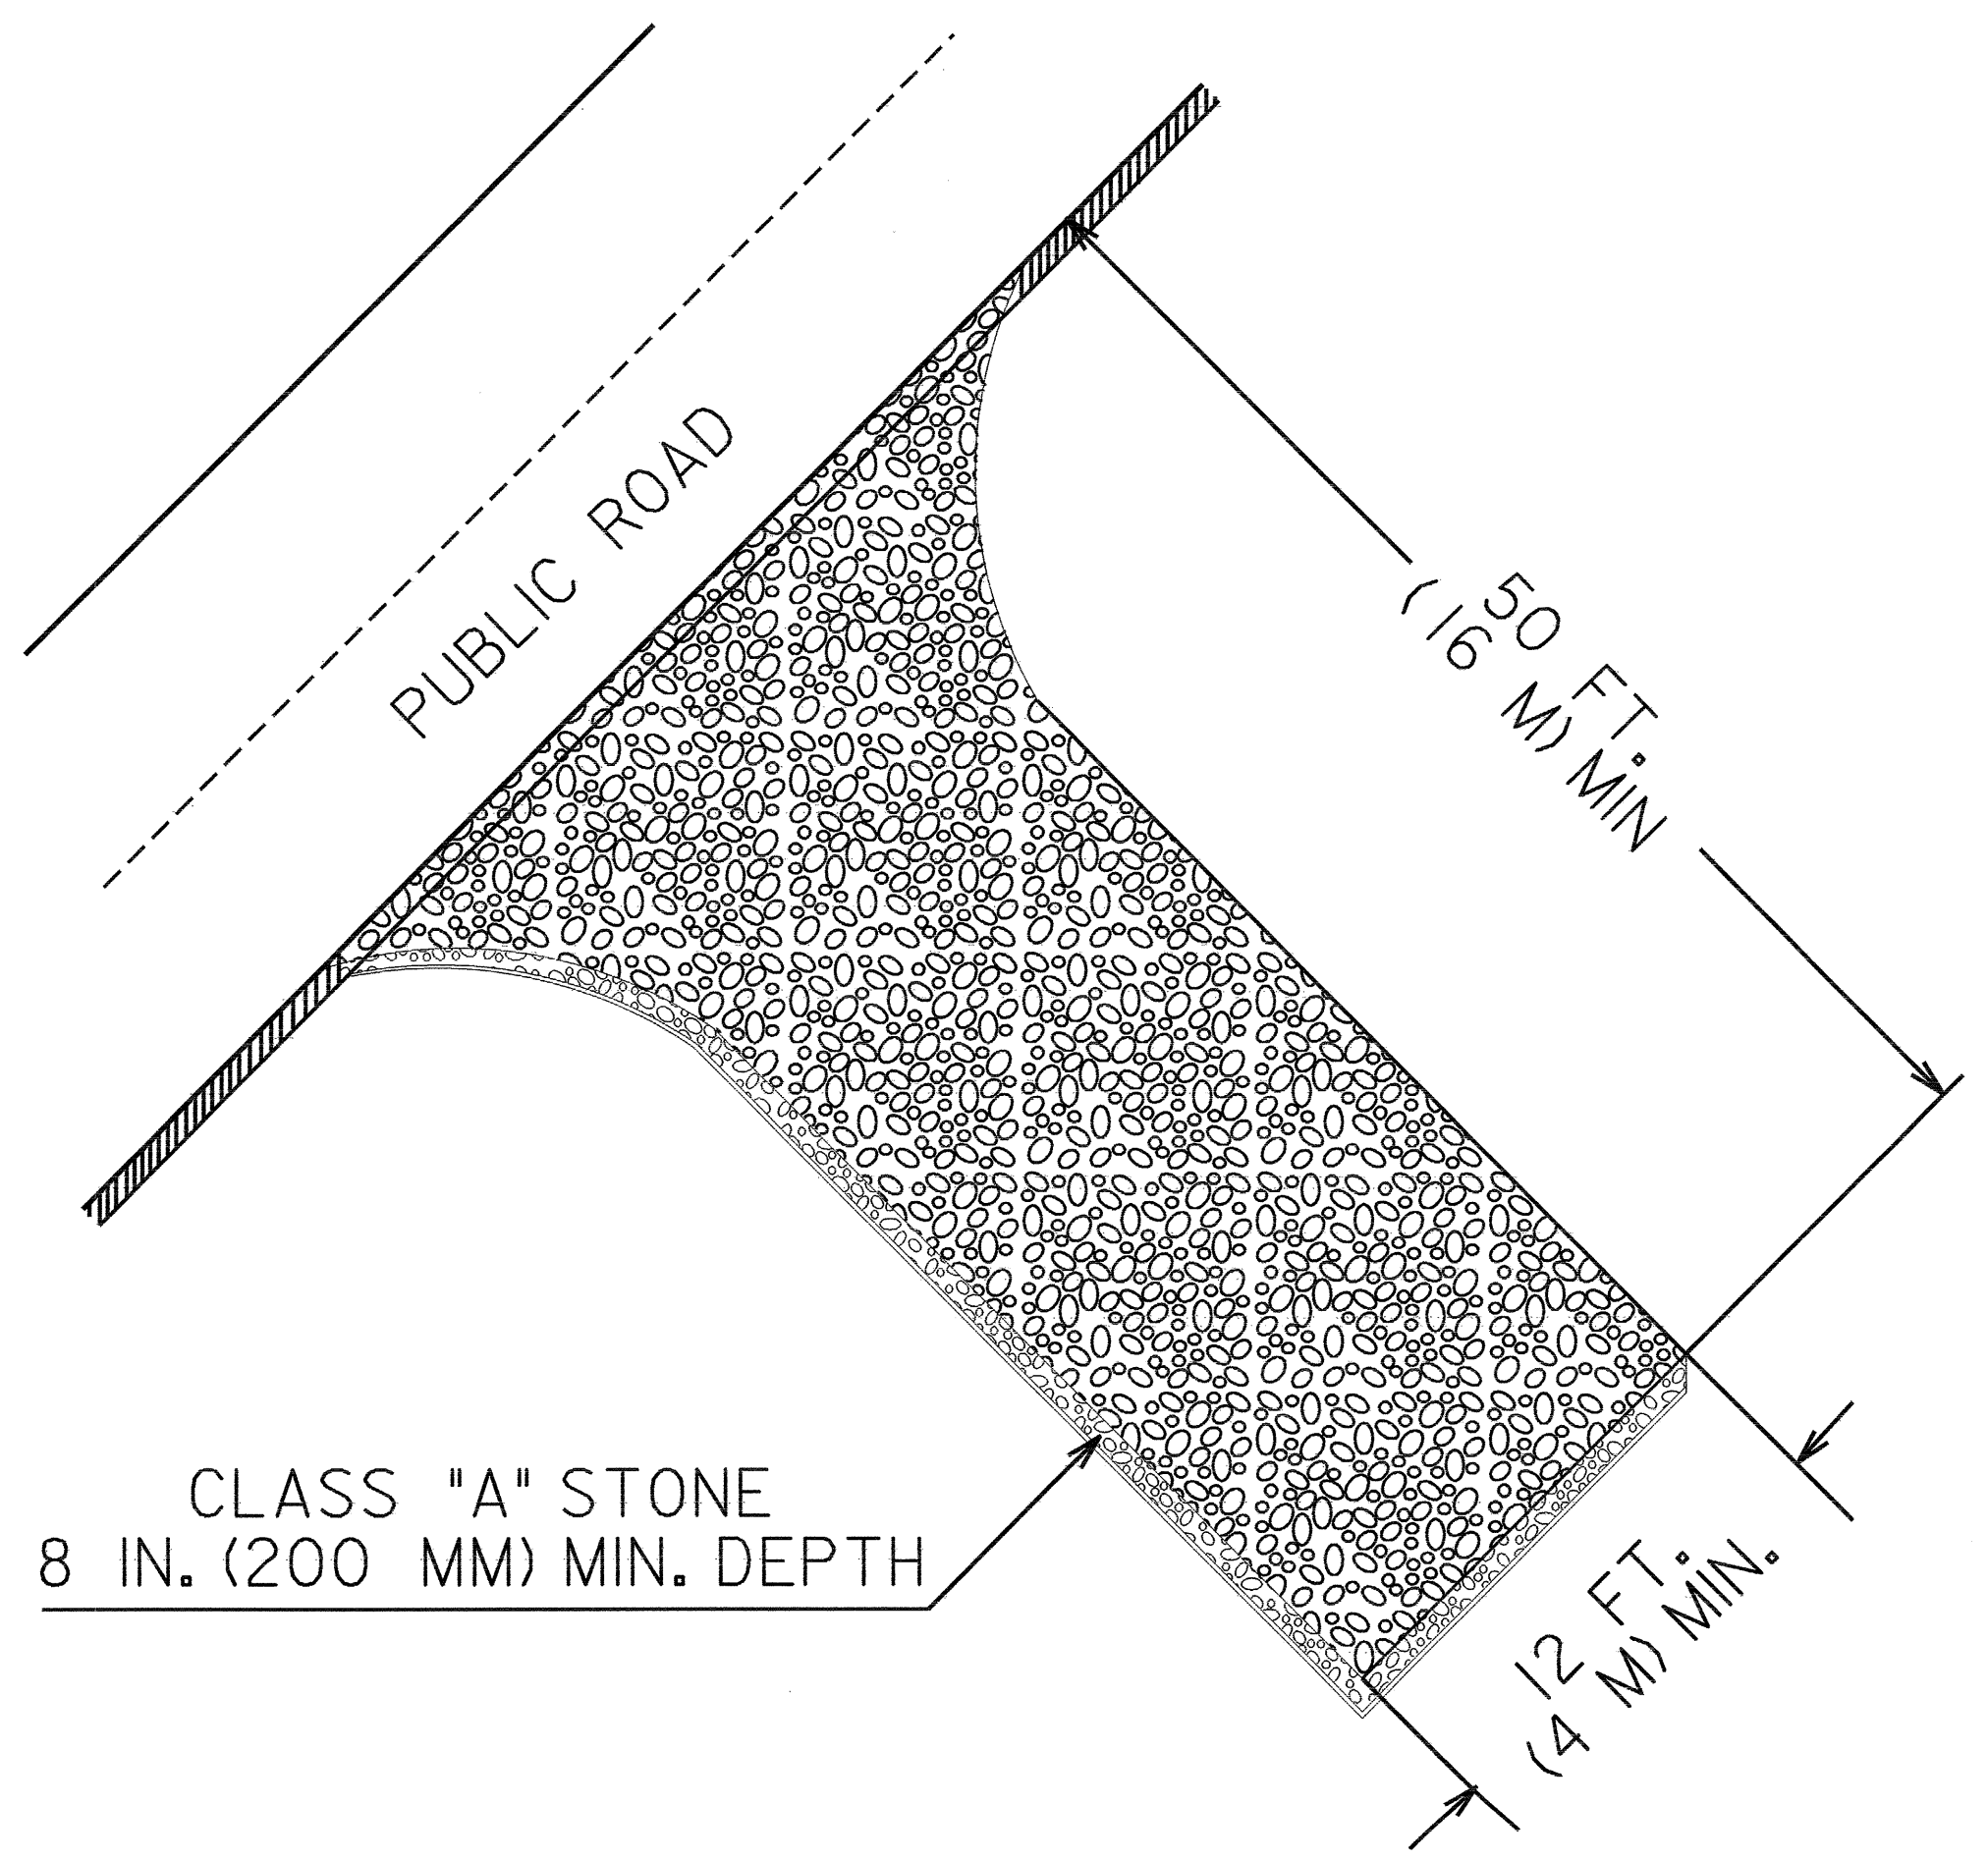 PUBLIC ROAD
50 FT.
(16 M) MIN
CLASS "A" STONE
8 IN. (200 MM) MIN. DEPTH
12 FT.
(4 M) MIN.